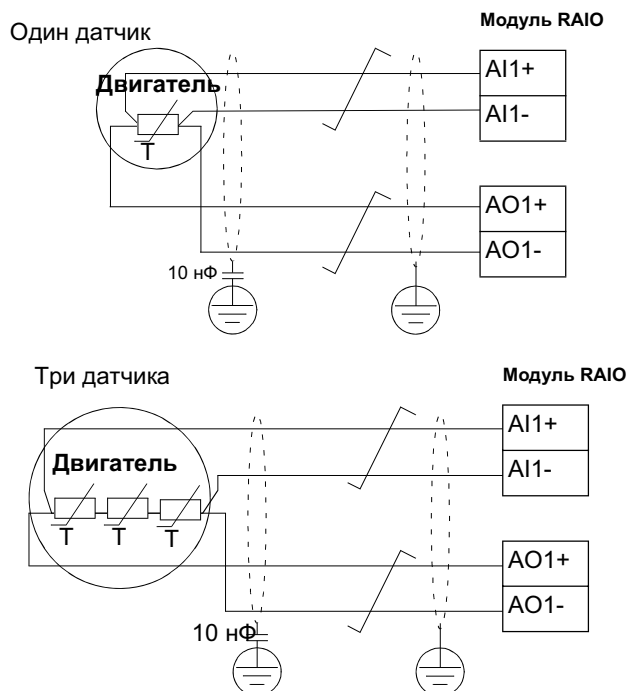 Один датчик
Модуль RAIO
Двигатель
T
AI1+
AI1-
AO1+
AO1-
10 нФ
Три датчика
Модуль RAIO
Двигатель
T T T
AI1+
AI1-
AO1+
AO1-
10 нФ